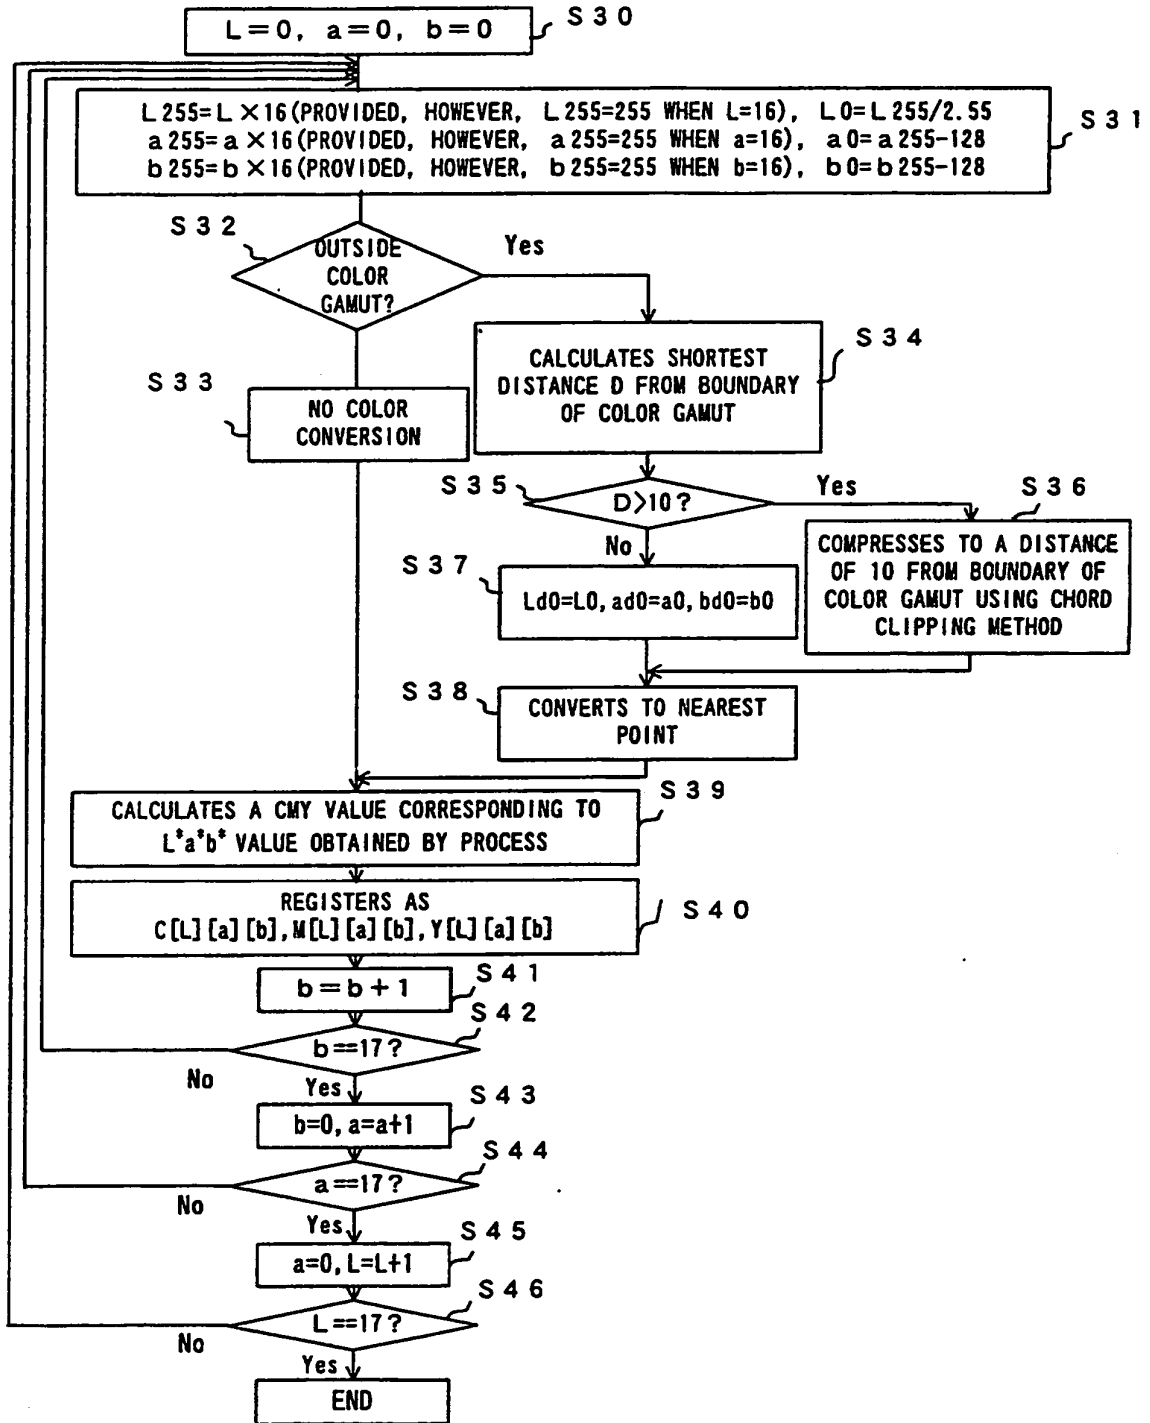 L=0, a=0, b=0
S30
L255=L×16(PROVIDED, HOWEVER, L255=255 WHEN L=16), L0=L255/2.55
a255=a×16(PROVIDED, HOWEVER, a255=255 WHEN a=16), a0=a255-128
b255=b×16(PROVIDED, HOWEVER, b255=255 WHEN b=16), b0=b255-128
S31
S32
OUTSIDE
COLOR
GAMUT?
Yes
S33
NO COLOR
CONVERSION
S34
CALCULATES SHORTEST
DISTANCE D FROM BOUNDARY
OF COLOR GAMUT
S35
D>10?
Yes
No
S36
COMPRESSES TO A DISTANCE
OF 10 FROM BOUNDARY OF
COLOR GAMUT USING CHORD
CLIPPING METHOD
S37
Ld0=L0, ad0=a0, bd0=b0
S38
CONVERTS TO NEAREST
POINT
S39
CALCULATES A CMY VALUE CORRESPONDING TO
L*a*b* VALUE OBTAINED BY PROCESS
REGISTERS AS
C[L][a][b], M[L][a][b], Y[L][a][b]
S40
b=b+1
S41
S42
b==17?
No
Yes
S43
b=0, a=a+1
S44
a==17?
No
Yes
S45
a=0, L=L+1
S46
L==17?
No
Yes
END